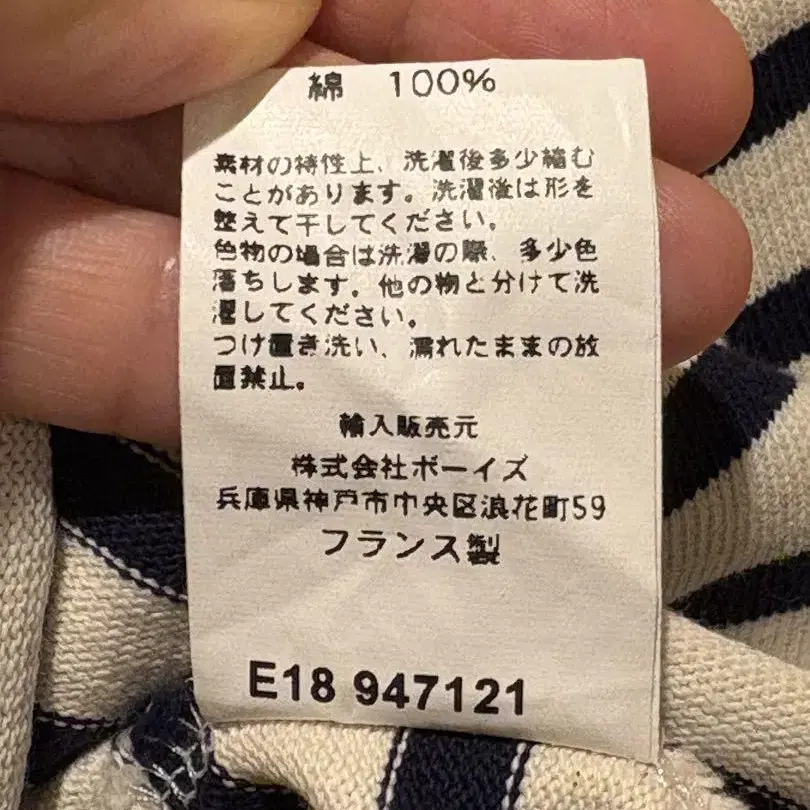 綿 100%
素材の特性上、洗濯後多少縮む
ことがあります。洗濯後は形を
整えて干してください。
色物の場合は洗濯の際、多少色
落ちします。他の物と分けて洗
濯してください。
つけ置き洗い、濡れたままの放
置禁止。
輸入販売元
株式会社ボーイズ
兵庫県神戸市中央区浪花町59
フランス製
E18 947121